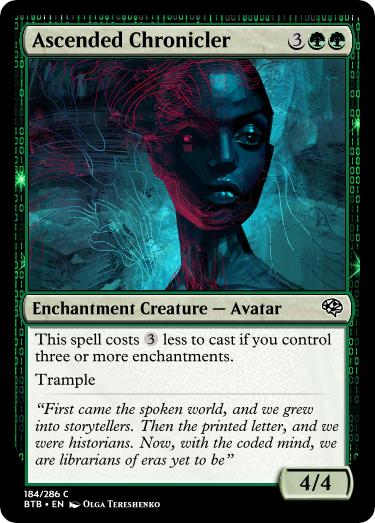 Ascended Chronicler 3
Enchantment Creature — Avatar
This spell costs 3 less to cast if you control
three or more enchantments.
Trample
“First came the spoken world, and we grew
into storytellers. Then the printed letter, and we
were historians. Now, with the coded mind, we
are librarians of eras yet to be”
4/4
184/286 C
BTB • EN Olga Tereshenko